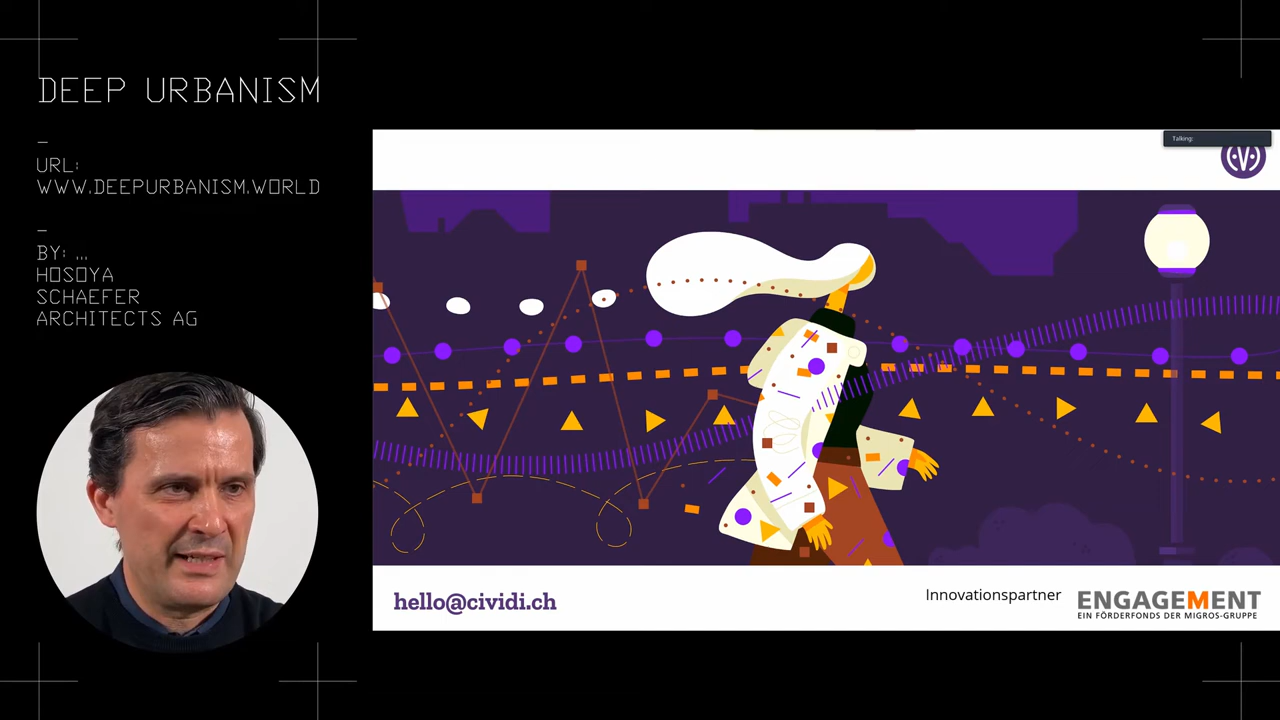 DEEP URBANISM
–
URL:
WWW.DEEPURBANISM.WORLD
–
BY: ...
HOSOYA
SCHAEFER
ARCHITECTS AG
Talking:
hello@cividi.ch
Innovationspartner
ENGAGEMENT
EIN FÖRDERFONDS DER MIGROS-GRUPPE